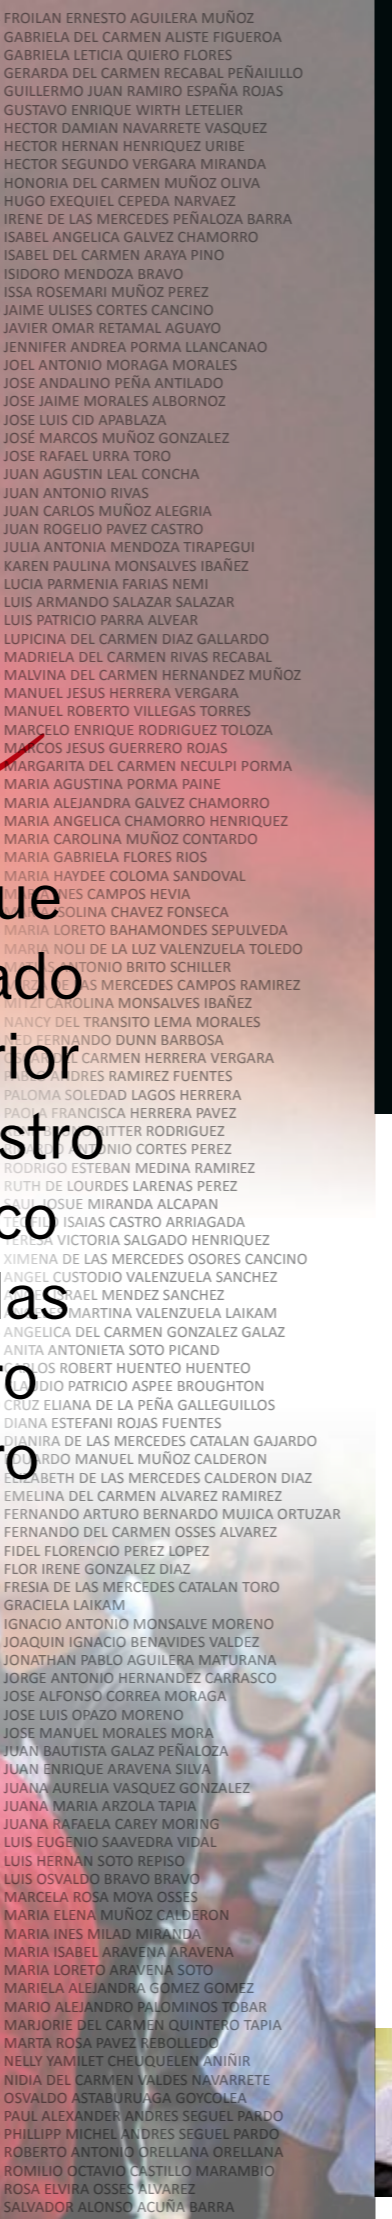 FROILAN ERNESTO AGUILERA MUÑOZ
GABRIELA DEL CARMEN ALISTE FIGUEROA
GABRIELA LETICIA QUIERO FLORES
GERARDA DEL CARMEN RECABAL PEÑAILILLO
GUILLERMO JUAN RAMIRO ESPAÑA ROJAS
GUSTAVO ENRIQUE WIRTH LETELIER
HECTOR DAMIAN NAVARRETE VASQUEZ
HECTOR HERNAN HENRIQUEZ URIBE
HECTOR SEGUNDO VERGARA MIRANDA
HONORIA DEL CARMEN MUÑOZ OLIVA
HUGO EXEQUIEL CEPEDA NARVAEZ
IRENE DE LAS MERCEDES PEÑALOZA BARRA
ISABEL ANGELICA GALVEZ CHAMORRO
ISABEL DEL CARMEN ARAYA PINO
ISIDORO MENDOZA BRAVO
ISSA ROSEMARI MUÑOZ PEREZ
JAIME ULISES CORTES CANCINO
JAVIER OMAR RETAMAL AGUAYO
JENNIFER ANDREA PORMA LLANCANAO
JOEL ANTONIO MORAGA MORALES
JOSE ANDALINO PEÑA ANTILADO
JOSE JAIME MORALES ALBORNOZ
JOSE LUIS CID APABLAZA
JOSÉ MARCOS MUÑOZ GONZALEZ
JOSE RAFAEL URRA TORO
JUAN AGUSTIN LEAL CONCHA
JUAN ANTONIO RIVAS
JUAN CARLOS MUÑOZ ALEGRIA
JUAN ROGELIO PAVEZ CASTRO
JULIA ANTONIA MENDOZA TIRAPEGUI
KAREN PAULINA MONSALVES IBAÑEZ
LUCIA PARMENIA FARIAS NEMI
LUIS ARMANDO SALAZAR SALAZAR
LUIS PATRICIO PARRA ALVEAR
LUPICINA DEL CARMEN DIAZ GALLARDO
MADRIELA DEL CARMEN RIVAS RECABAL
MALVINA DEL CARMEN HERNANDEZ MUÑOZ
MANUEL JESUS HERRERA VERGARA
MANUEL ROBERTO VILLEGAS TORRES
MARCELO ENRIQUE RODRIGUEZ TOLOZA
MARCOS JESUS GUERRERO ROJAS
MARGARITA DEL CARMEN NECULPI PORMA
MARIA AGUSTINA PORMA PAINE
MARIA ALEJANDRA GALVEZ CHAMORRO
MARIA ANGELICA CHAMORRO HENRIQUEZ
MARIA CAROLINA MUÑOZ CONTARDO
MARIA GABRIELA FLORES RIOS
MARIA HAYDEE COLOMA SANDOVAL
MARIA INES CAMPOS HEVIA
ue
MARIA ISOLINA CHAVEZ FONSECA
MARIA LORETO BAHAMONDES SEPULVEDA
MARIA NOLI DE LA LUZ VALENZUELA TOLEDO
ANTONIO BRITO SCHILLER
ado
LAS MERCEDES CAMPOS RAMIREZ
CAROLINA MONSALVES IBAÑEZ
NANCY DEL TRANSITO LEMA MORALES
FERNANDO DUNN BARBOSA
rior
CARMEN HERRERA VERGARA
ANDRES RAMIREZ FUENTES
PALOMA SOLEDAD LAGOS HERRERA
PAOLA FRANCISCA HERRERA PAVEZ
stro
RITTER RODRIGUEZ
ANTONIO CORTES PEREZ
RODRIGO ESTEBAN MEDINA RAMIREZ
RUTH DE LOURDES LARENAS PEREZ
SAUL JOSUE MIRANDA ALCAPAN
co
TEOFILO ISAIAS CASTRO ARRIAGADA
TERESA VICTORIA SALGADO HENRIQUEZ
XIMENA DE LAS MERCEDES OSORES CANCINO
ANGEL CUSTODIO VALENZUELA SANCHEZ
ISRAEL MENDEZ SANCHEZ
las
MARTINA VALENZUELA LAIKAM
ANGELICA DEL CARMEN GONZALEZ GALAZ
ANITA ANTONIETA SOTO PICAND
CARLOS ROBERT HUENTEO HUENTEO
ro
CLAUDIO PATRICIO ASPEE BROUGHTON
CRUZ ELIANA DE LA PEÑA GALLEGUILLOS
DIANA ESTEFANI ROJAS FUENTES
DIANIRA DE LAS MERCEDES CATALAN GAJARDO
ro
EDUARDO MANUEL MUÑOZ CALDERON
ELIZABETH DE LAS MERCEDES CALDERON DIAZ
EMELINA DEL CARMEN ALVAREZ RAMIREZ
FERNANDO ARTURO BERNARDO MUJICA ORTUZAR
FERNANDO DEL CARMEN OSSES ALVAREZ
FIDEL FLORENCIO PEREZ LOPEZ
FLOR IRENE GONZALEZ DIAZ
FRESIA DE LAS MERCEDES CATALAN TORO
GRACIELA LAIKAM
IGNACIO ANTONIO MONSALVE MORENO
JOAQUIN IGNACIO BENAVIDES VALDEZ
JONATHAN PABLO AGUILERA MATURANA
JORGE ANTONIO HERNANDEZ CARRASCO
JOSE ALFONSO CORREA MORAGA
JOSE LUIS OPAZO MORENO
JOSE MANUEL MORALES MORA
JUAN BAUTISTA GALAZ PEÑALOZA
JUAN ENRIQUE ARAVENA SILVA
JUANA AURELIA VASQUEZ GONZALEZ
JUANA MARIA ARZOLA TAPIA
JUANA RAFAELA CAREY MORING
LUIS EUGENIO SAAVEDRA VIDAL
LUIS HERNAN SOTO REPISO
LUIS OSVALDO BRAVO BRAVO
MARCELA ROSA MOYA OSSES
MARIA ELENA MUÑOZ CALDERON
MARIA INES MILAD MIRANDA
MARIA ISABEL ARAVENA ARAVENA
MARIA LORETO ARAVENA SOTO
MARIELA ALEJANDRA GOMEZ GOMEZ
MARIO ALEJANDRO PALOMINOS TOBAR
MARJORIE DEL CARMEN QUINTERO TAPIA
MARTA ROSA PAVEZ REBOLLEDO
NELLY YAMILET CHEUQUELEN ANIÑIR
NIDIA DEL CARMEN VALDES NAVARRETE
OSVALDO ASTABURUAGA GOYCOLEA
PAUL ALEXANDER ANDRES SEGUEL PARDO
PHILLIPP MICHEL ANDRES SEGUEL PARDO
ROBERTO ANTONIO ORELLANA ORELLANA
ROMILIO OCTAVIO CASTILLO MARAMBIO
ROSA ELVIRA OSSES ALVAREZ
SALVADOR ALONSO ACUÑA BARRA